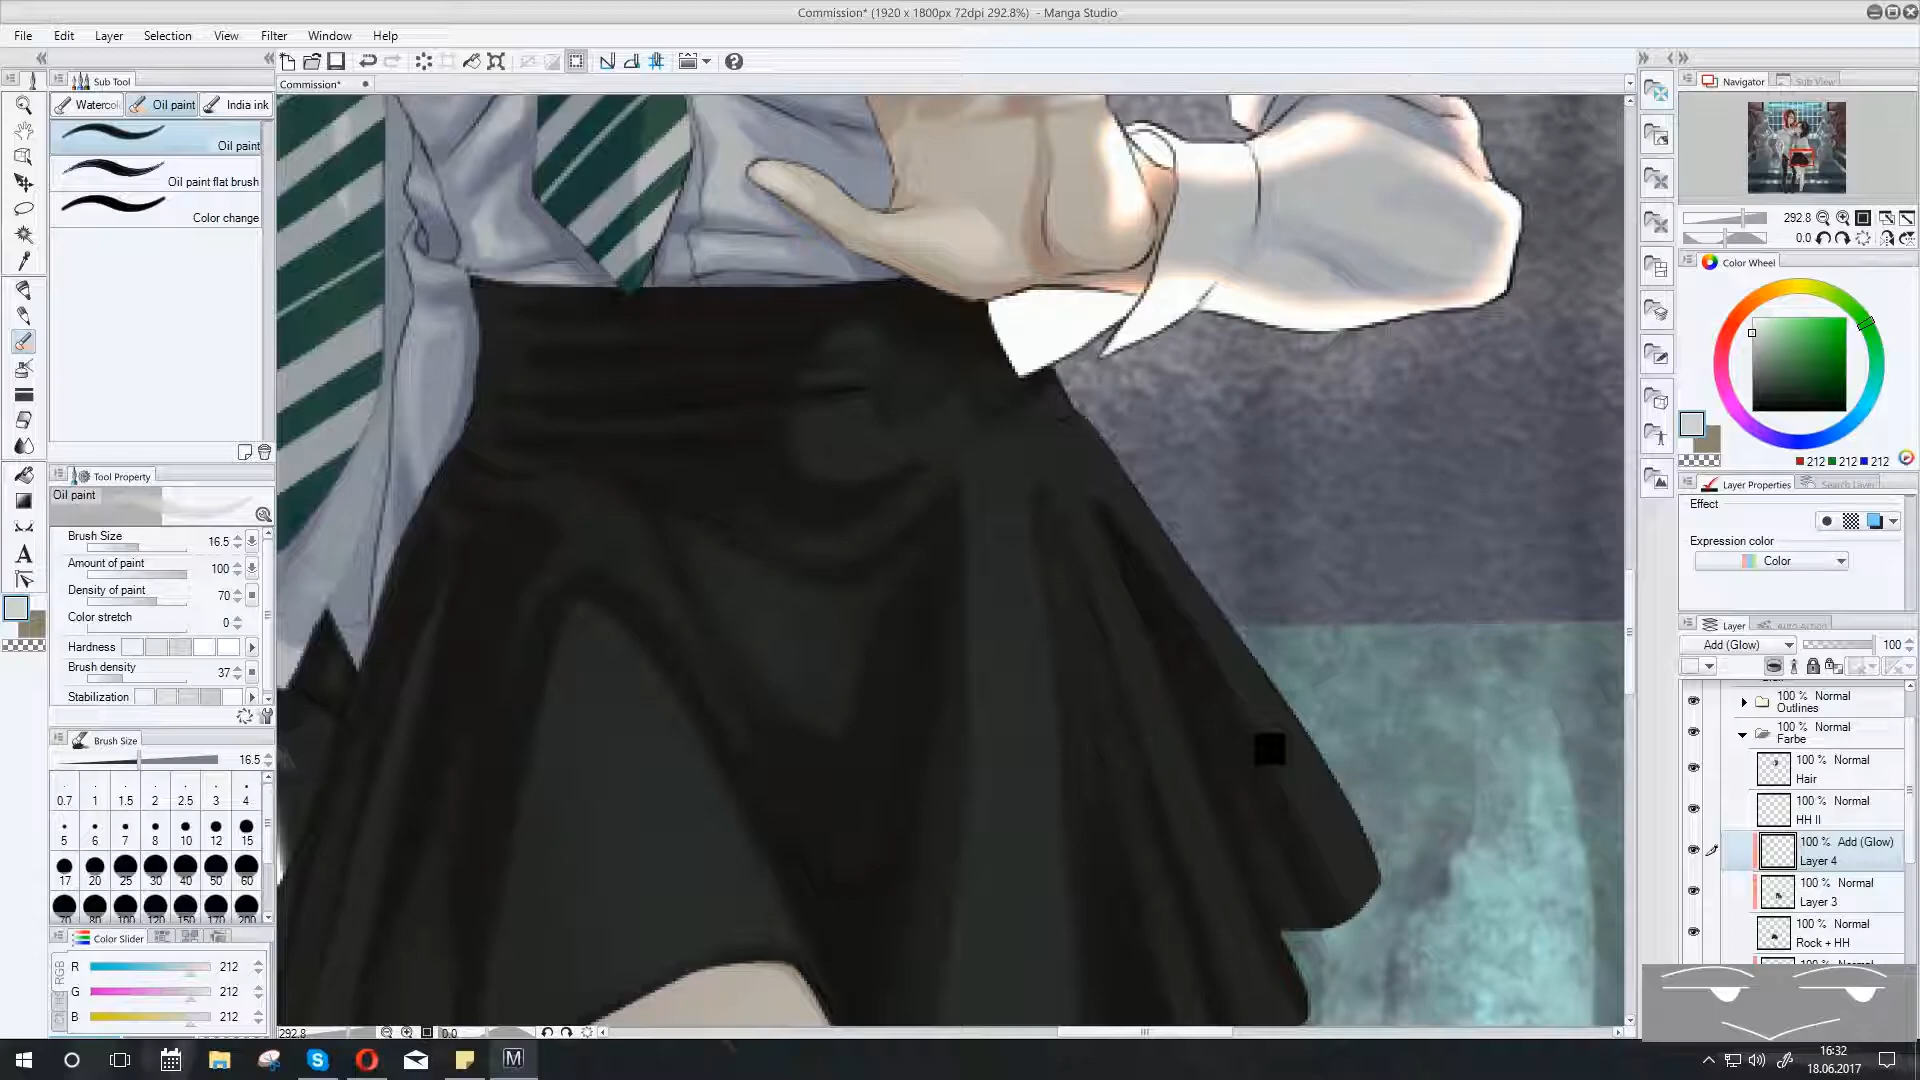 Commission* (1920 x 1800px 72dpi 292.8%) - Manga Studio
File Edit Layer Selection View Filter Window Help
Sub Tool
Oil paint India ink
Oil paint
Oil paint flat brush
Color change
Tool Property
Oil paint
Brush Size 16.5
Amount of paint 100
Density of paint 70
Color stretch 0
Hardness
Brush density 37
Stabilization
Brush Size
16.5
0.7 1 1.5 2 2.5 3 4
5 6 7 8 10 12 15
17 20 25 30 40 50 60
70 80 100 120 150 170 200
Color Slider
RGB
R 212
G 212
B 212
Commission*
292.8 0.0
Navigator Sub View
292.8
0.0
Color Wheel
212 212 212
Layer Properties Search Layer
Effect
Expression color
Color
Layer Auto Action
Add (Glow) 100
100 % Normal
Outlines
100 % Normal
Farbe
100 % Normal
Hair
100 % Normal
HH II
100 % Add (Glow)
Layer 4
100 % Normal
Layer 3
100 % Normal
Rock + HH
16:32
18.06.2017